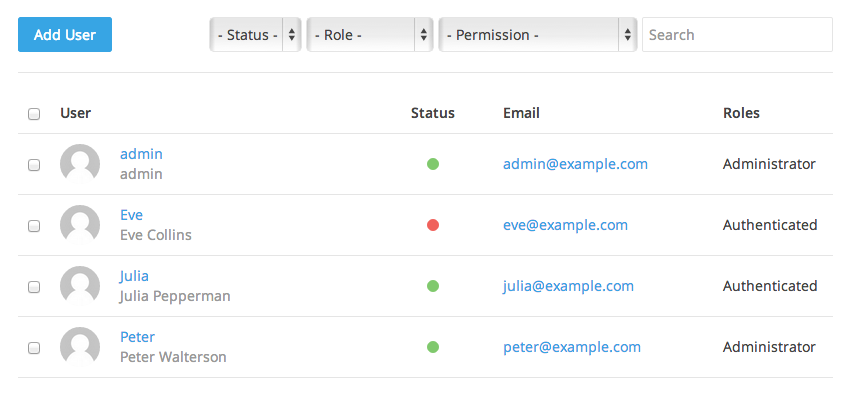 Add User - Status - - Role - - Permission - Search
User Status Email Roles
admin
admin admin@example.com Administrator
Eve
Eve Collins eve@example.com Authenticated
Julia
Julia Pepperman julia@example.com Authenticated
Peter
Peter Walterson peter@example.com Administrator